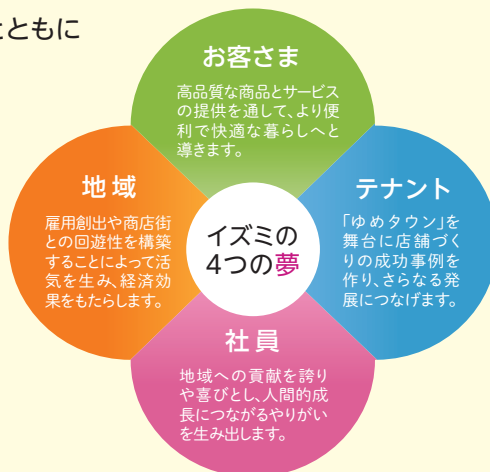 とともに
お客さま
高品質な商品とサービス
の提供を通して、より便
利で快適な暮らしへと
導きます。
地域
雇用創出や商店街
との回遊性を構築
することによって活
気を生み、経済効
果をもたらします。
イズミの
4つの夢
テナント
「ゆめタウン」を
舞台に店舗づく
りの成功事例を
作り、さらなる発
展につなげます。
社員
地域への貢献を誇り
や喜びとし、人間的成
長につながるやりがい
を生み出します。